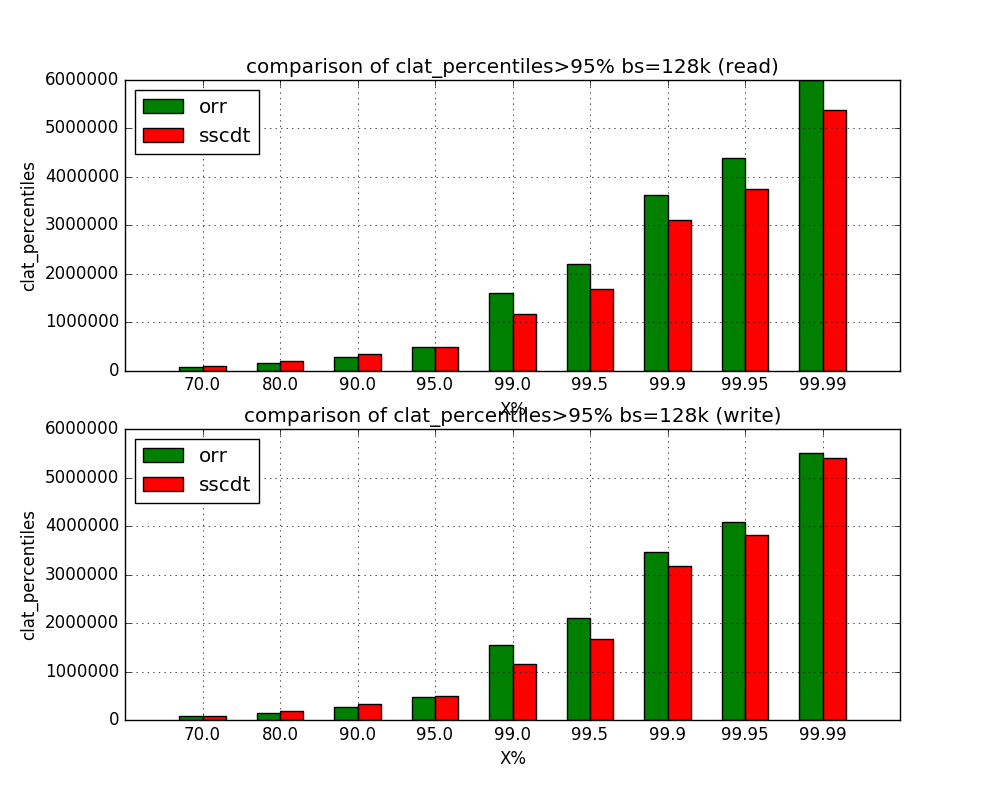 comparison of clat_percentiles>95% bs=128k (read)
6000000
5000000
4000000
3000000
2000000
1000000
0
clat_percentiles
orr
sscdt
70.0 80.0 90.0 95.0 99.0 99.5 99.9 99.95 99.99
X%
comparison of clat_percentiles>95% bs=128k (write)
6000000
5000000
4000000
3000000
2000000
1000000
0
clat_percentiles
orr
sscdt
70.0 80.0 90.0 95.0 99.0 99.5 99.9 99.95 99.99
X%